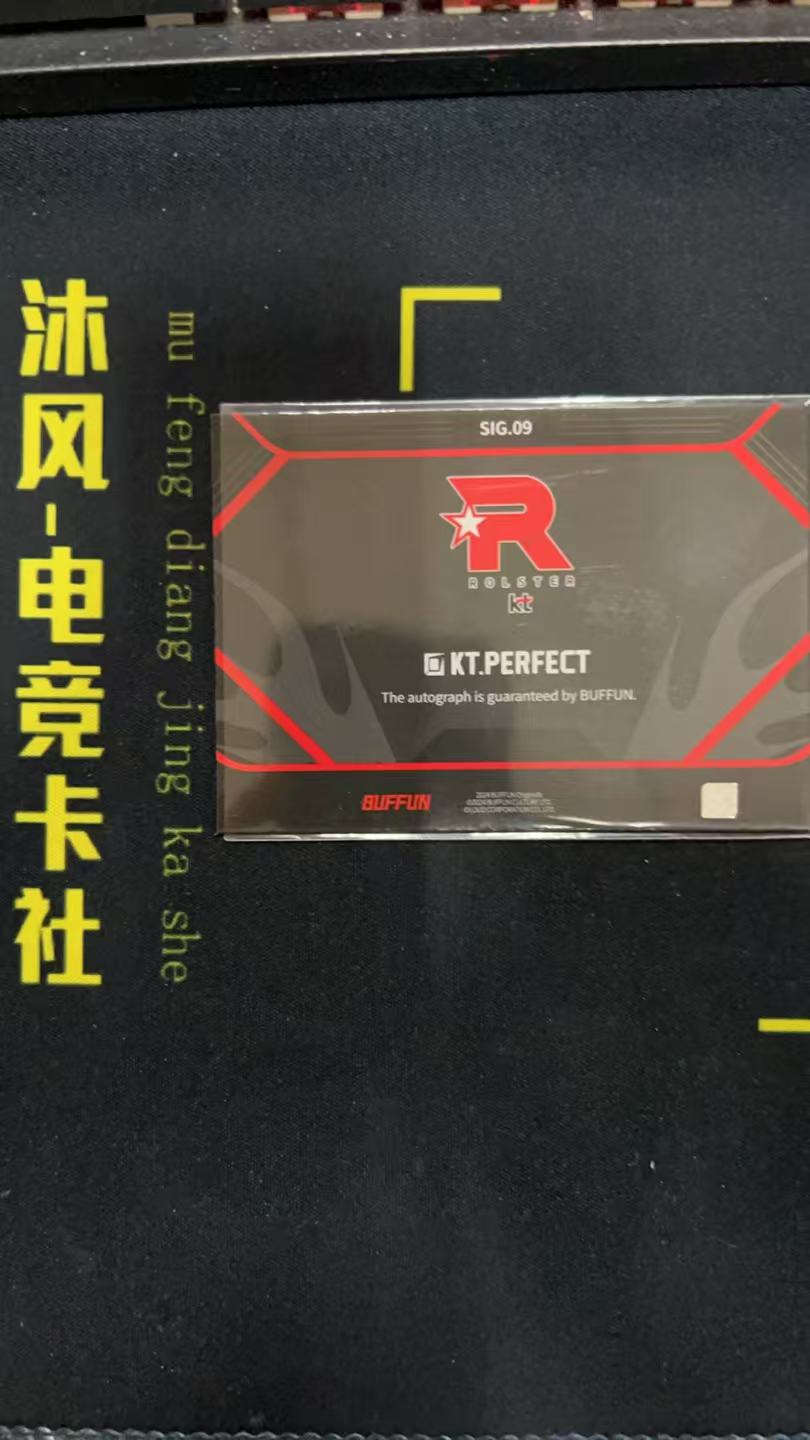 沐风-电竞卡社
mu feng diang jing ka she
SIG.09
R
ROLSTER
kt
KT.PERFECT
The autograph is guaranteed by BUFFUN.
BUFFUN